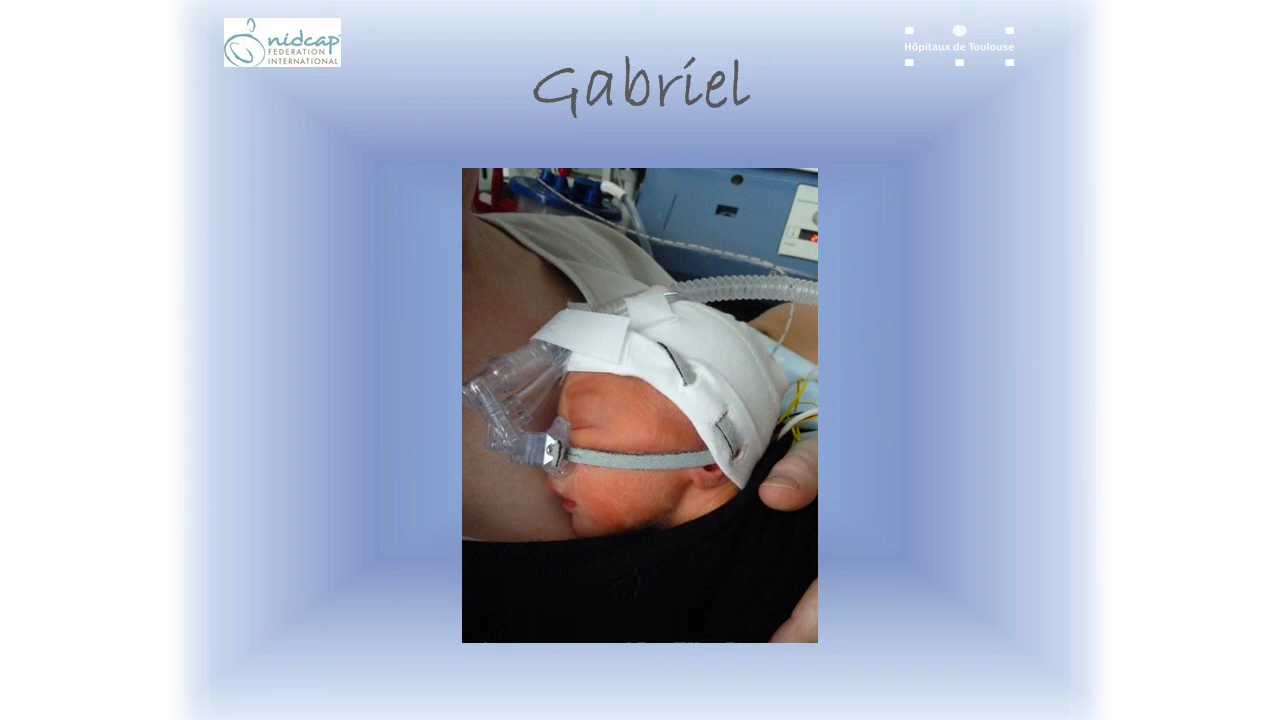 nidcap
FEDERATION
INTERNATIONAL
Hôpitaux de Toulouse
Gabriel